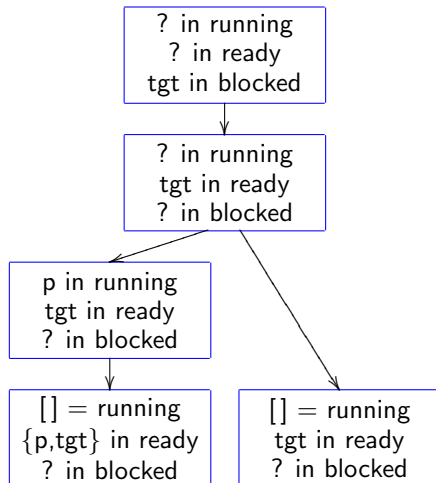 ? in running
? in ready
tgt in blocked
? in running
tgt in ready
? in blocked
p in running
tgt in ready
? in blocked
[] = running
{p,tgt} in ready
? in blocked
[] = running
tgt in ready
? in blocked